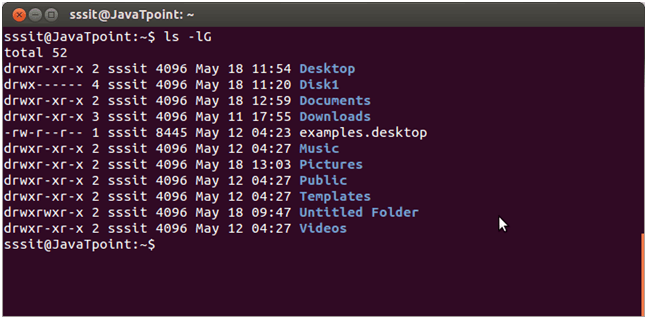 sssit@JavaTpoint: ~
sssit@JavaTpoint:~$ ls -lG
total 52
drwxr-xr-x 2 sssit 4096 May 18 11:54 Desktop
drwx------ 4 sssit 4096 May 18 11:20 Disk1
drwxr-xr-x 2 sssit 4096 May 18 12:59 Documents
drwxr-xr-x 3 sssit 4096 May 11 17:55 Downloads
-rw-r--r-- 1 sssit 8445 May 12 04:23 examples.desktop
drwxr-xr-x 2 sssit 4096 May 12 04:27 Music
drwxr-xr-x 2 sssit 4096 May 18 13:03 Pictures
drwxr-xr-x 2 sssit 4096 May 12 04:27 Public
drwxr-xr-x 2 sssit 4096 May 12 04:27 Templates
drwxrwxr-x 2 sssit 4096 May 18 09:47 Untitled Folder
drwxr-xr-x 2 sssit 4096 May 12 04:27 Videos
sssit@JavaTpoint:~$